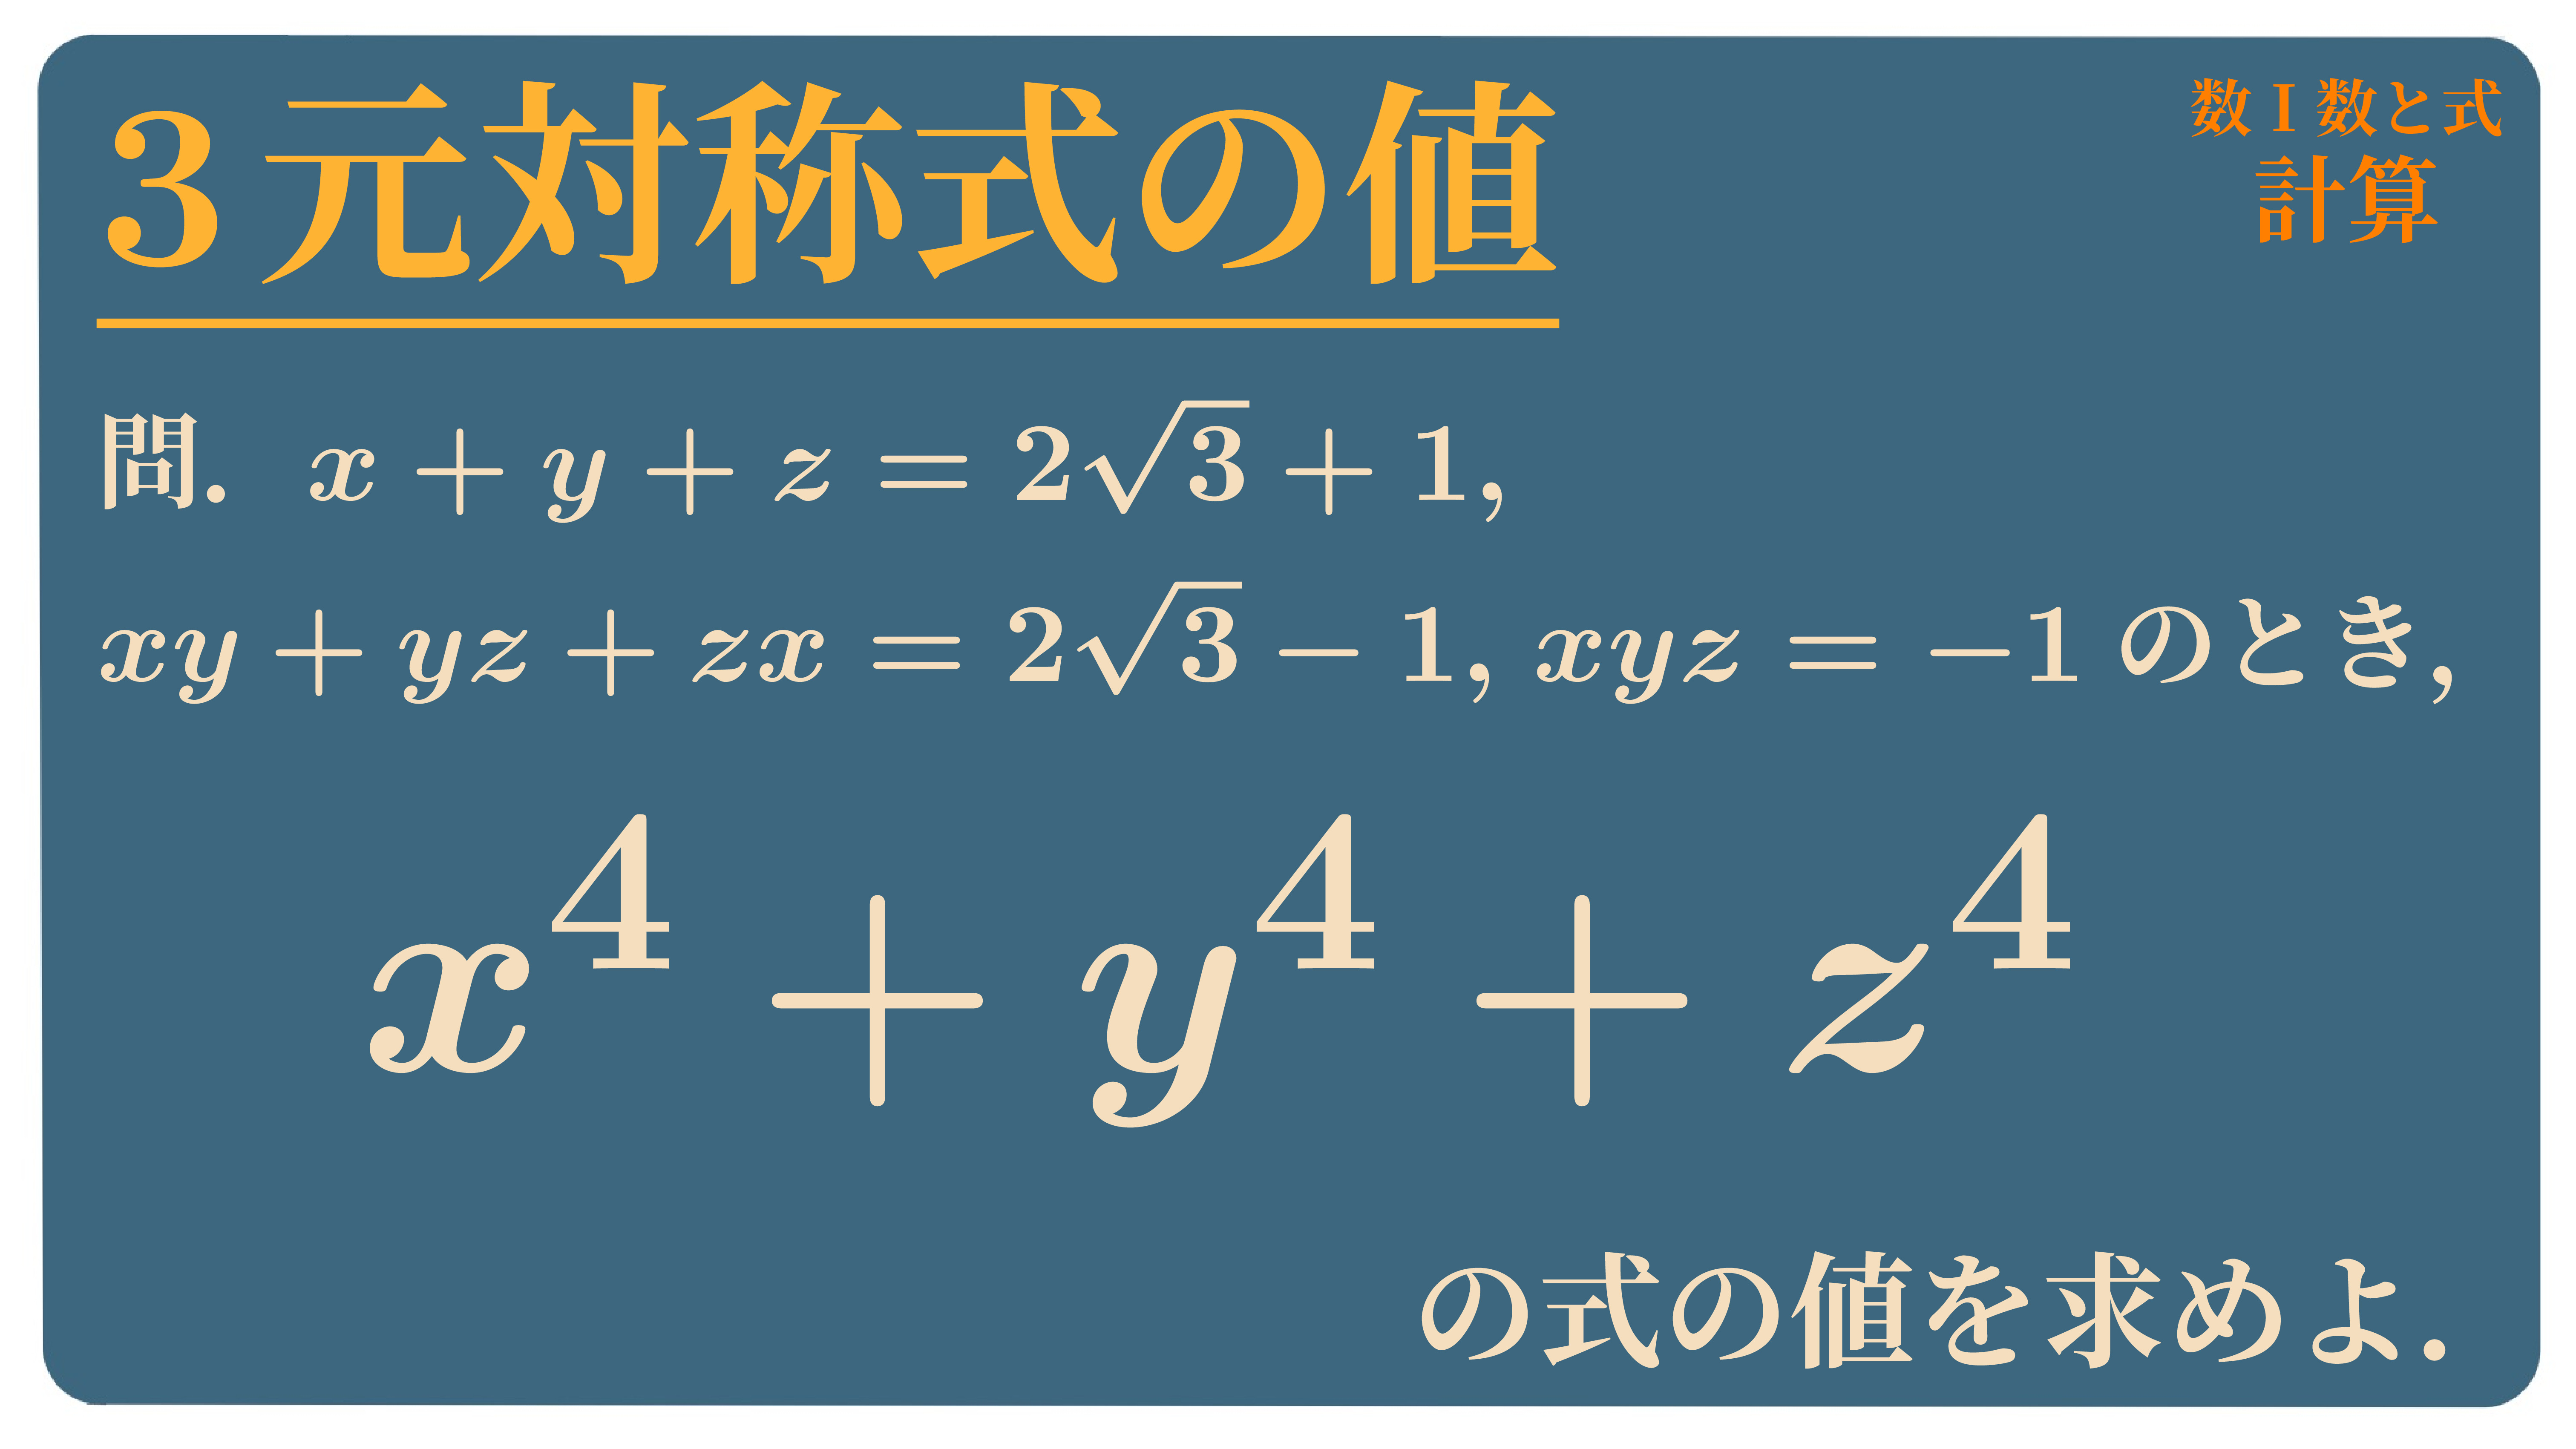 3元対称式の値
数Ⅰ数と式
計算
問. x + y + z = 2√3 + 1,
xy + yz + zx = 2√3 − 1, xyz = −1 のとき,
x⁴ + y⁴ + z⁴
の式の値を求めよ.